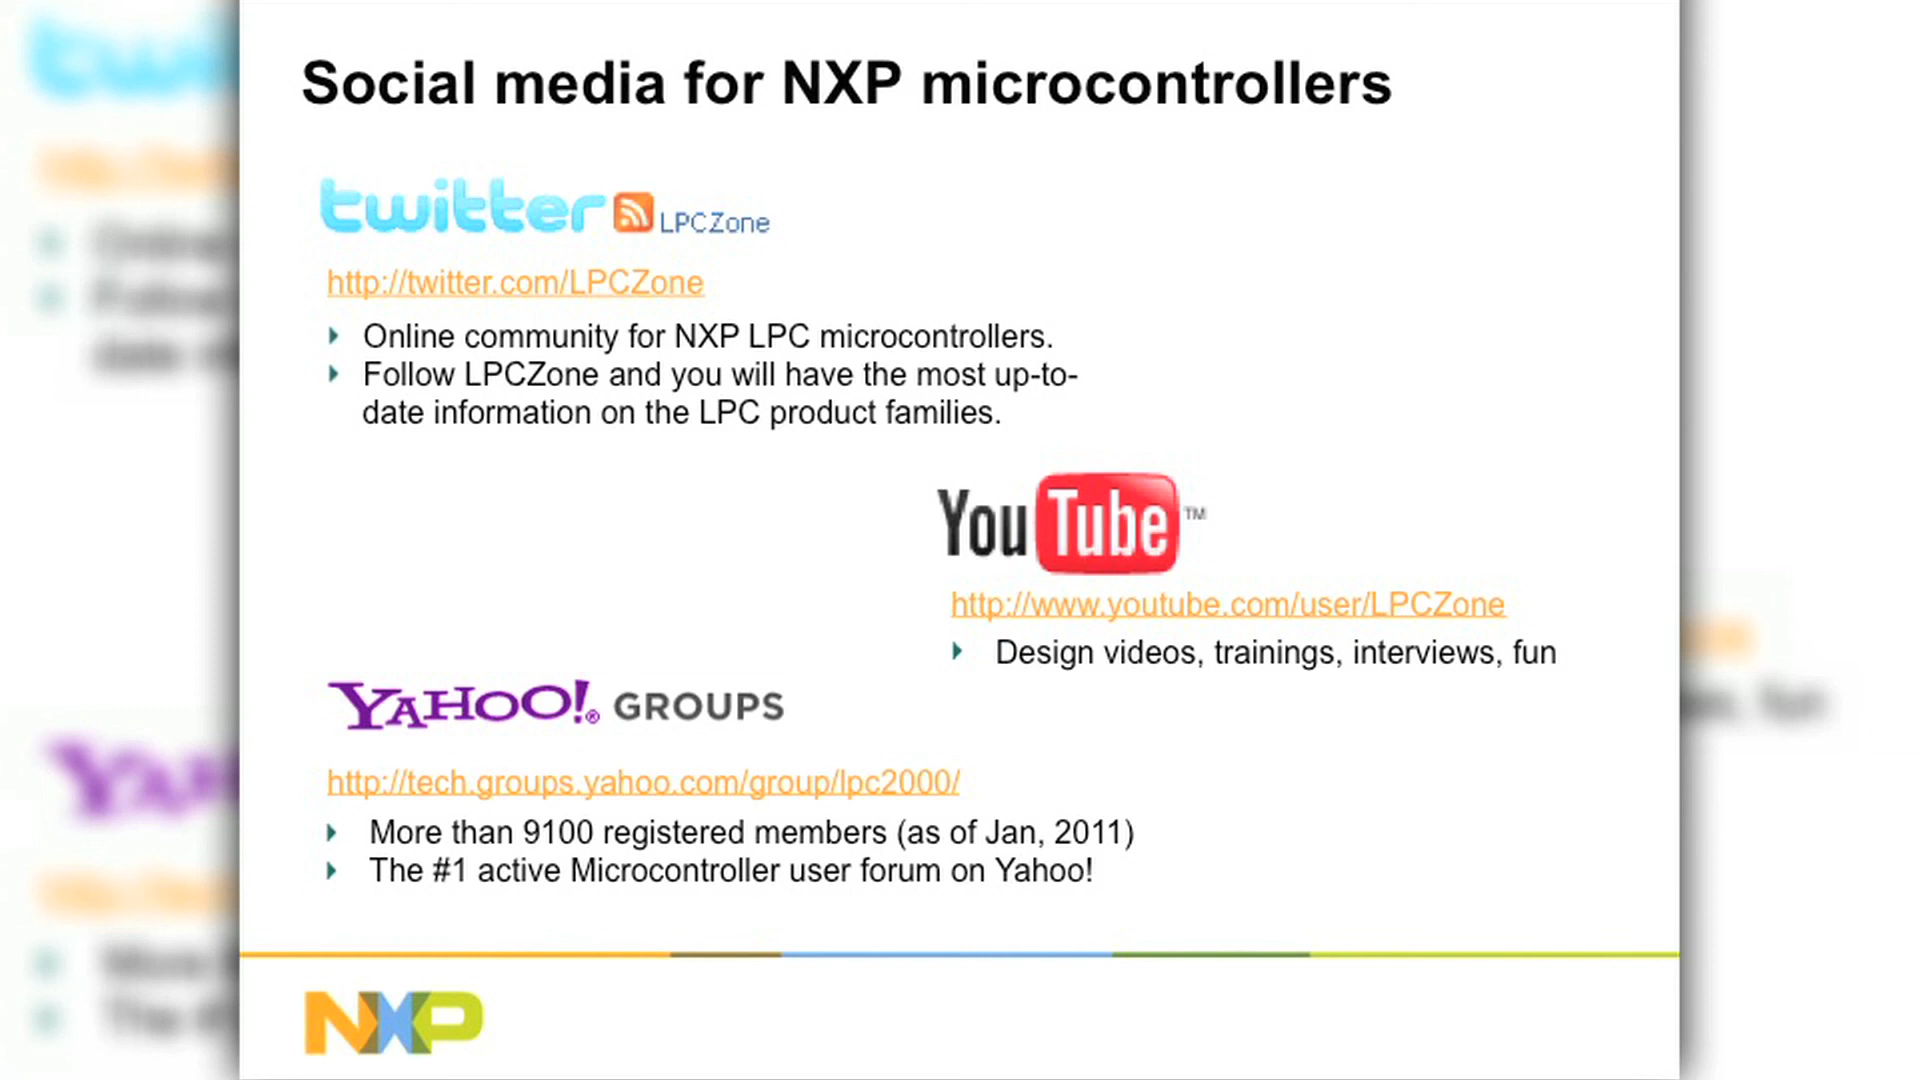 Social media for NXP microcontrollers
twitter LPCZone
http://twitter.com/LPCZone
Online community for NXP LPC microcontrollers.
Follow LPCZone and you will have the most up-to-
date information on the LPC product families.
YouTube™
http://www.youtube.com/user/LPCZone
Design videos, trainings, interviews, fun
YAHOO!® GROUPS
http://tech.groups.yahoo.com/group/lpc2000/
More than 9100 registered members (as of Jan, 2011)
The #1 active Microcontroller user forum on Yahoo!
NXP